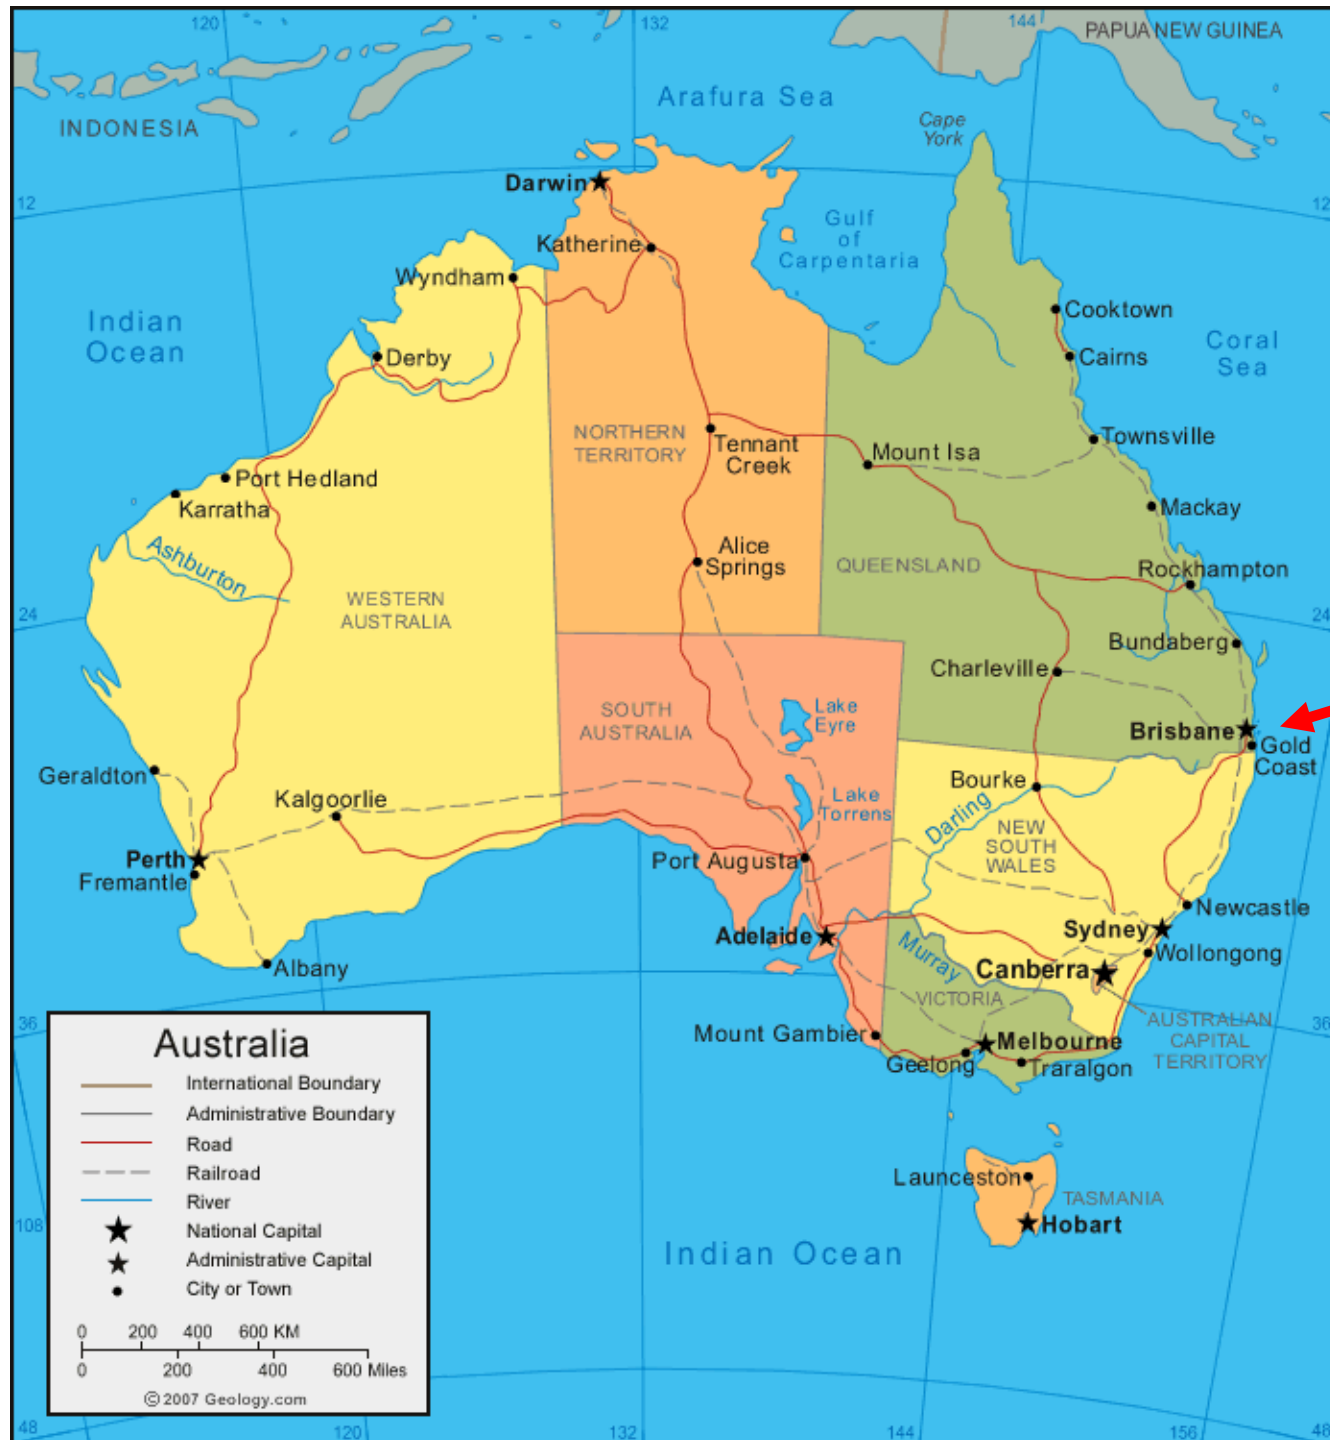 120
132
144
PAPUA NEW GUINEA
Arafura Sea
INDONESIA
Cape
York
Darwin
12
12
Gulf
of
Carpentaria
Katherine
Wyndham
Cooktown
Indian
Ocean
Coral
Sea
Derby
Cairns
NORTHERN
TERRITORY
Tennant
Creek
Townsville
Mount Isa
Port Hedland
Karratha
Mackay
Ashburton
Alice
Springs
QUEENSLAND
Rockhampton
WESTERN
AUSTRALIA
24
24
Bundaberg
Charleville
SOUTH
AUSTRALIA
Lake
Eyre
Brisbane
Gold
Coast
Geraldton
Bourke
Kalgoorlie
Lake
Torrens
Darling
NEW
SOUTH
WALES
Perth
Fremantle
Port Augusta
Newcastle
Adelaide
Sydney
Murray
Wollongong
Albany
Canberra
VICTORIA
36
36
AUSTRALIAN
CAPITAL
TERRITORY
Mount Gambier
Melbourne
Geelong
Traralgon
Launceston
TASMANIA
Hobart
108
Indian Ocean
Australia
International Boundary
Administrative Boundary
Road
Railroad
River
National Capital
Administrative Capital
City or Town
0 200 400 600 KM
0 200 400 600 Miles
© 2007 Geology.com
48
120
132
144
156
48